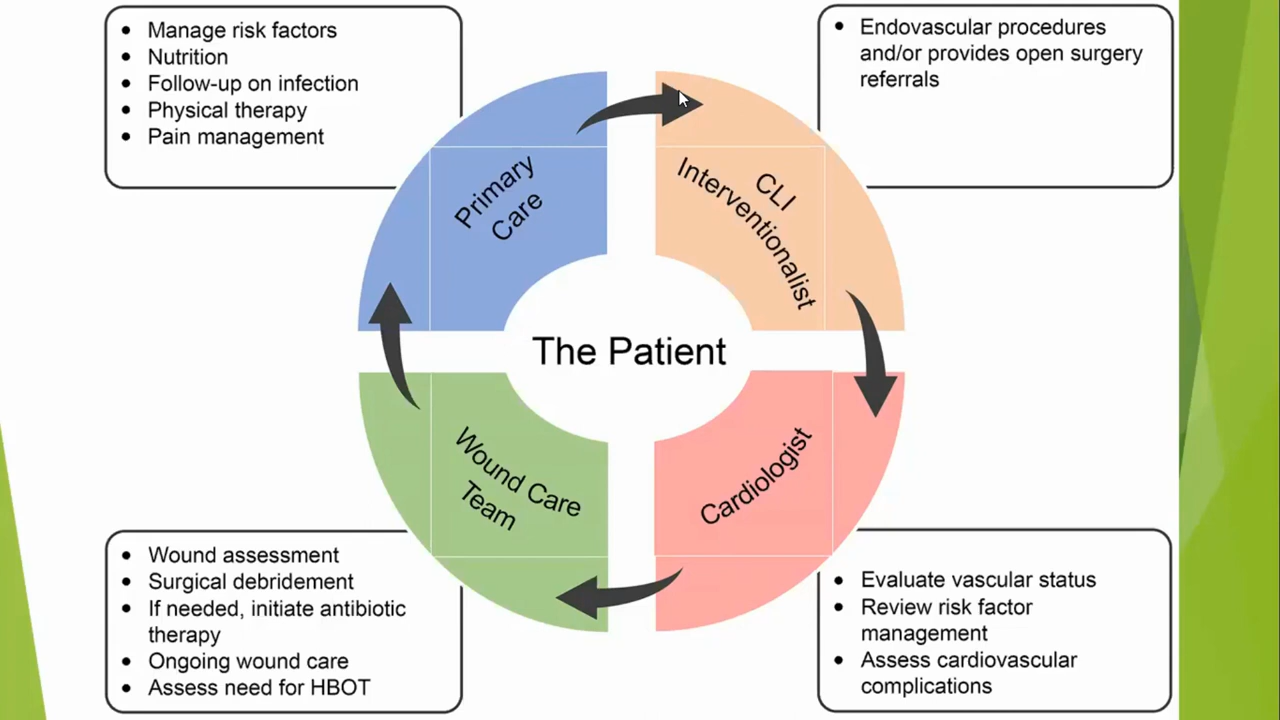 • Manage risk factors
• Nutrition
• Follow-up on infection
• Physical therapy
• Pain management
• Endovascular procedures
and/or provides open surgery
referrals
Primary
Care
CLI
Interventionalist
The Patient
Wound Care
Team
Cardiologist
• Wound assessment
• Surgical debridement
• If needed, initiate antibiotic
therapy
• Ongoing wound care
• Assess need for HBOT
• Evaluate vascular status
• Review risk factor
management
• Assess cardiovascular
complications